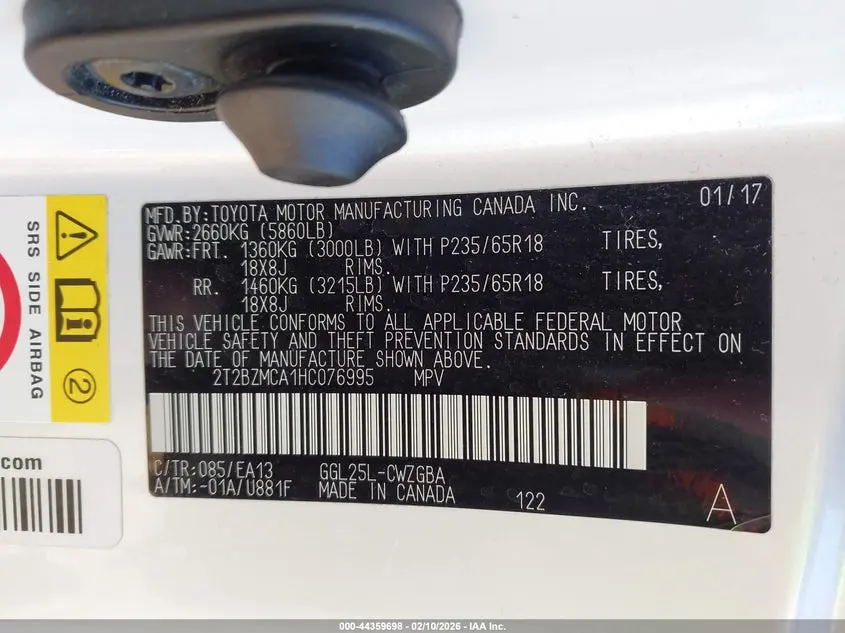 MFD.BY:TOYOTA MOTOR MANUFACTURING CANADA INC. 01/17
GVWR:2660KG (5860LB)
GAWR:FRT. 1360KG (3000LB) WITH P235/65R18 TIRES,
18X8J RIMS.
RR. 1460KG (3215LB) WITH P235/65R18 TIRES,
18X8J RIMS.
THIS VEHICLE CONFORMS TO ALL APPLICABLE FEDERAL MOTOR
VEHICLE SAFETY AND THEFT PREVENTION STANDARDS IN EFFECT ON
THE DATE OF MANUFACTURE SHOWN ABOVE.
2T2BZMCA1HC076995 MPV
C/TR:085/EA13 GGL25L-CWZGBA
A/TM:-01A/U881F MADE IN CANADA 122 A
SRS SIDE AIRBAG
2
.com
000-44359698 - 02/10/2026 - IAA Inc.